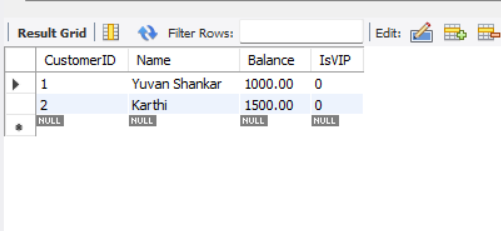 Result Grid Filter Rows: Edit:
CustomerID Name Balance IsVIP
1 Yuvan Shankar 1000.00 0
2 Karthi 1500.00 0
NULL NULL NULL NULL